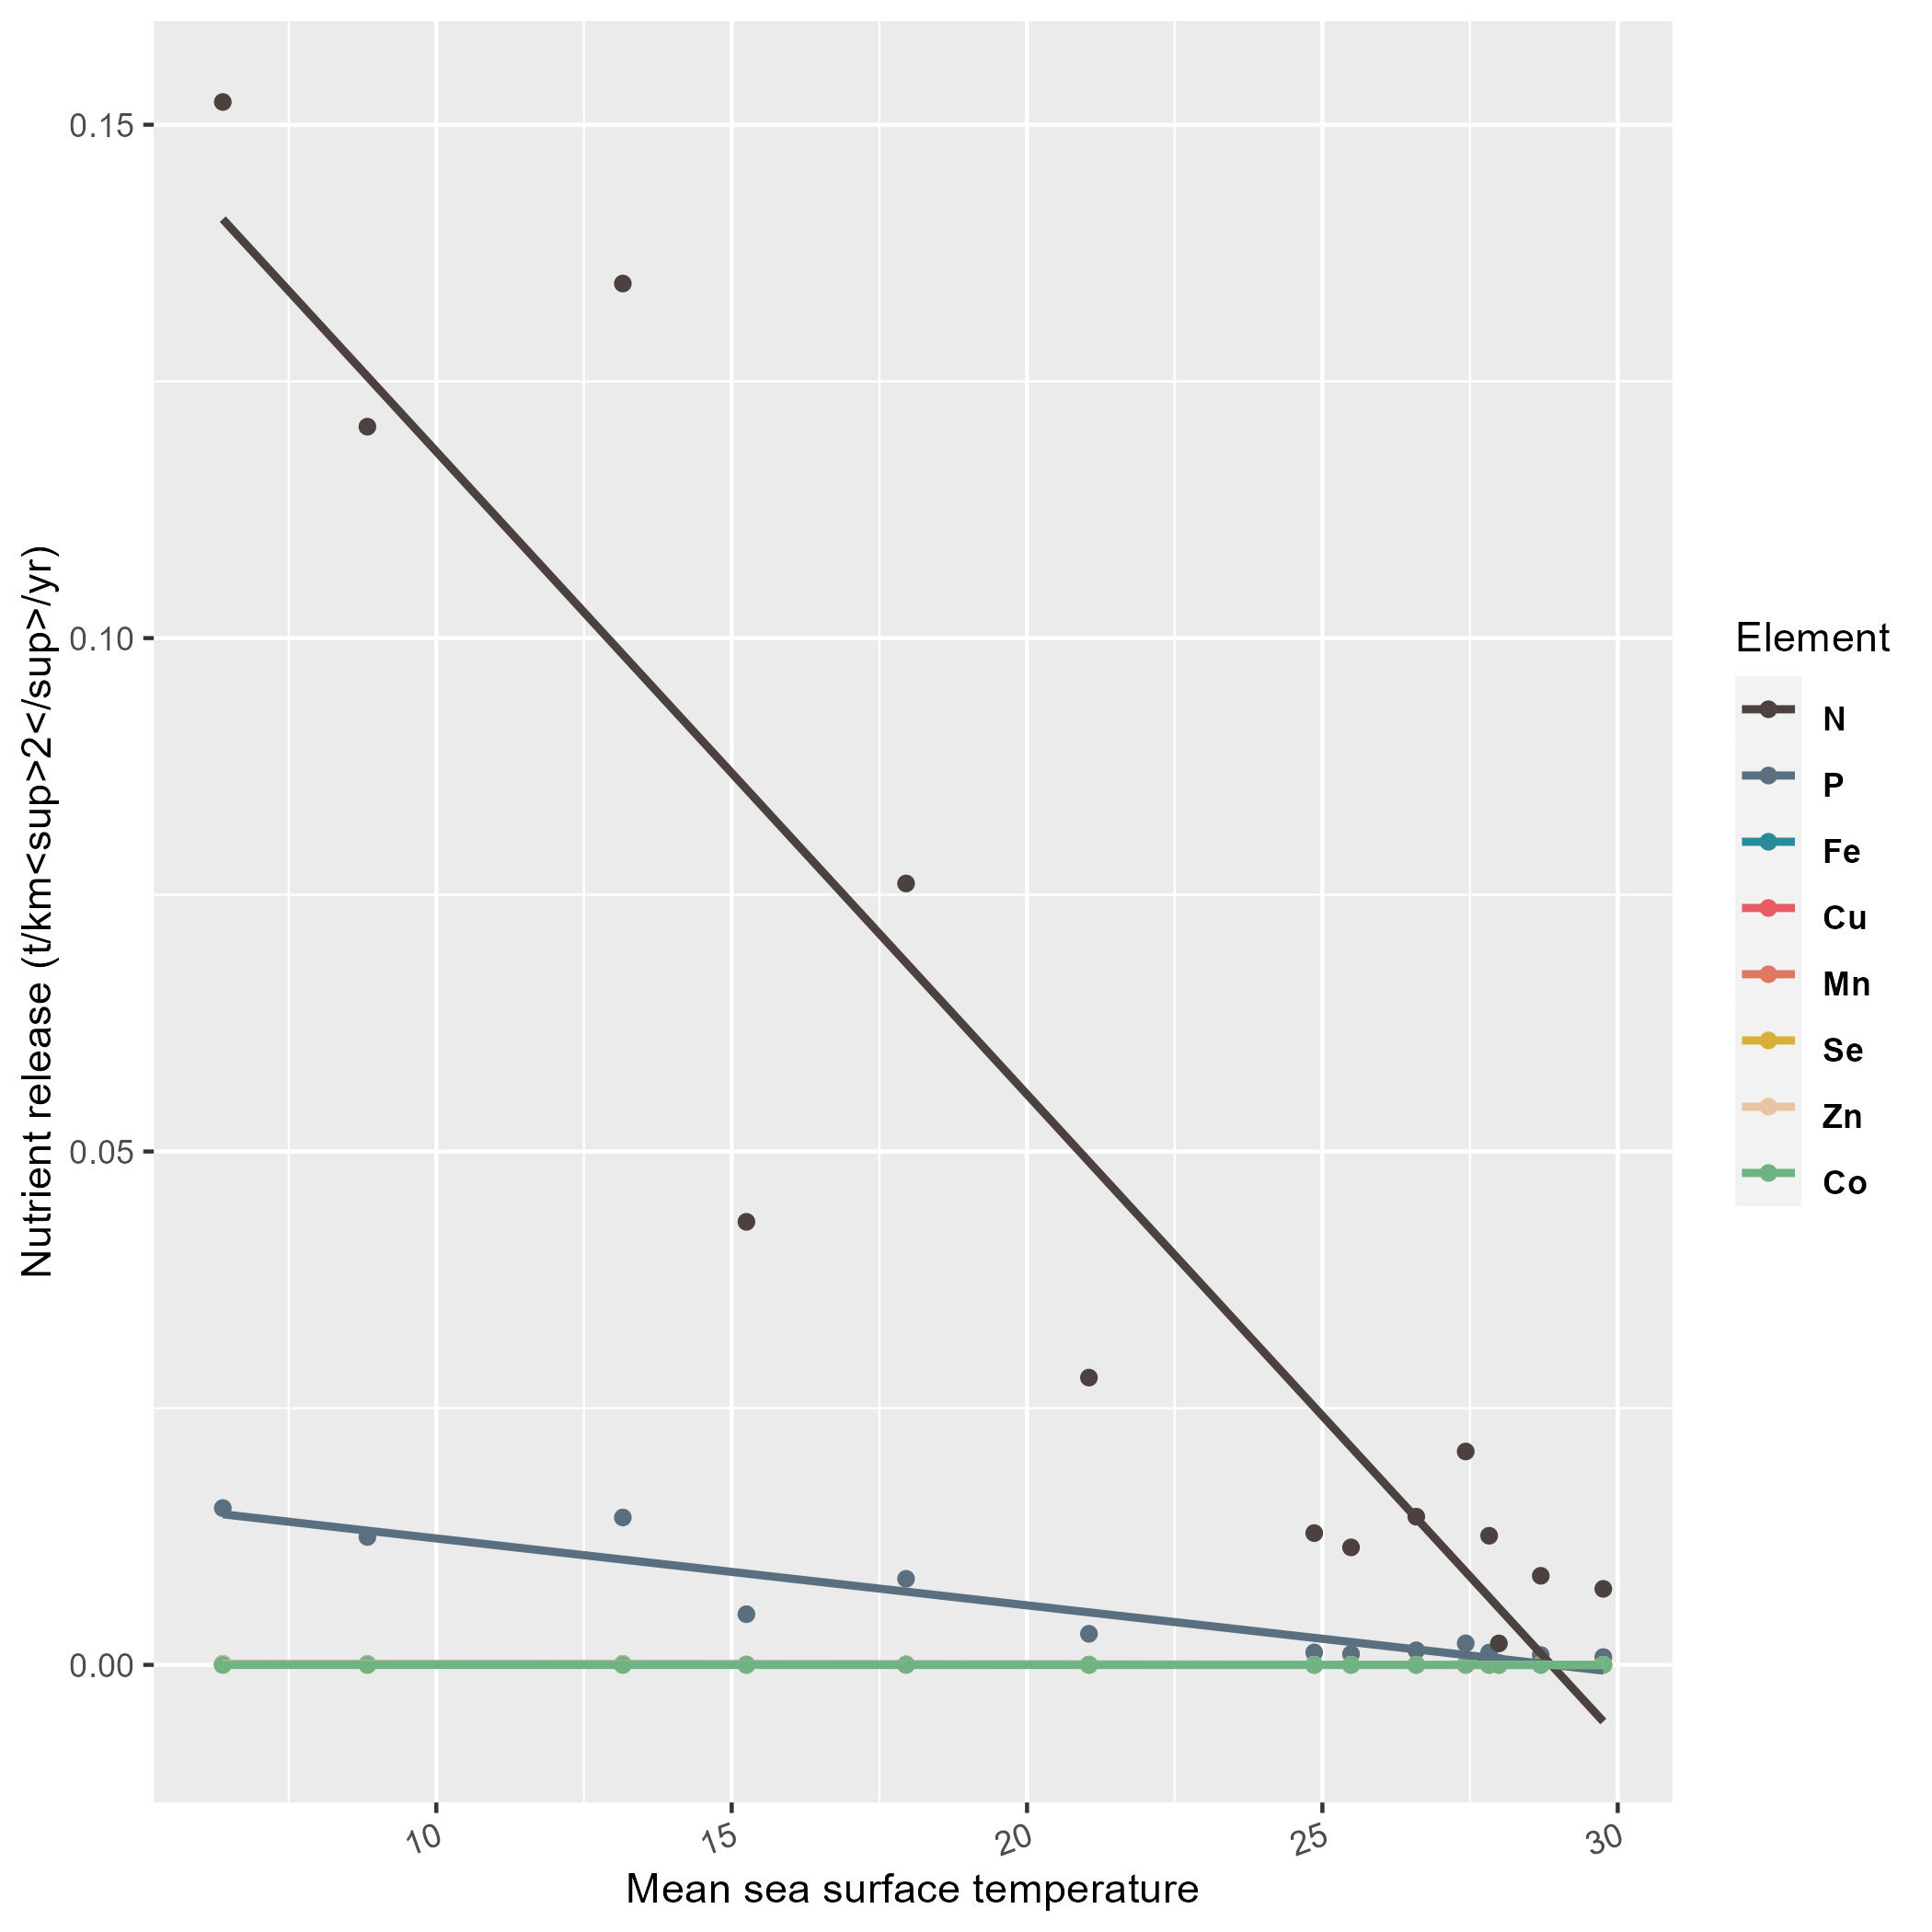 Nutrient release (t/km<sup>2</sup>/yr)
0.15
0.10
0.05
0.00
10
15
20
25
30
Mean sea surface temperature
Element
N
P
Fe
Cu
Mn
Se
Zn
Co